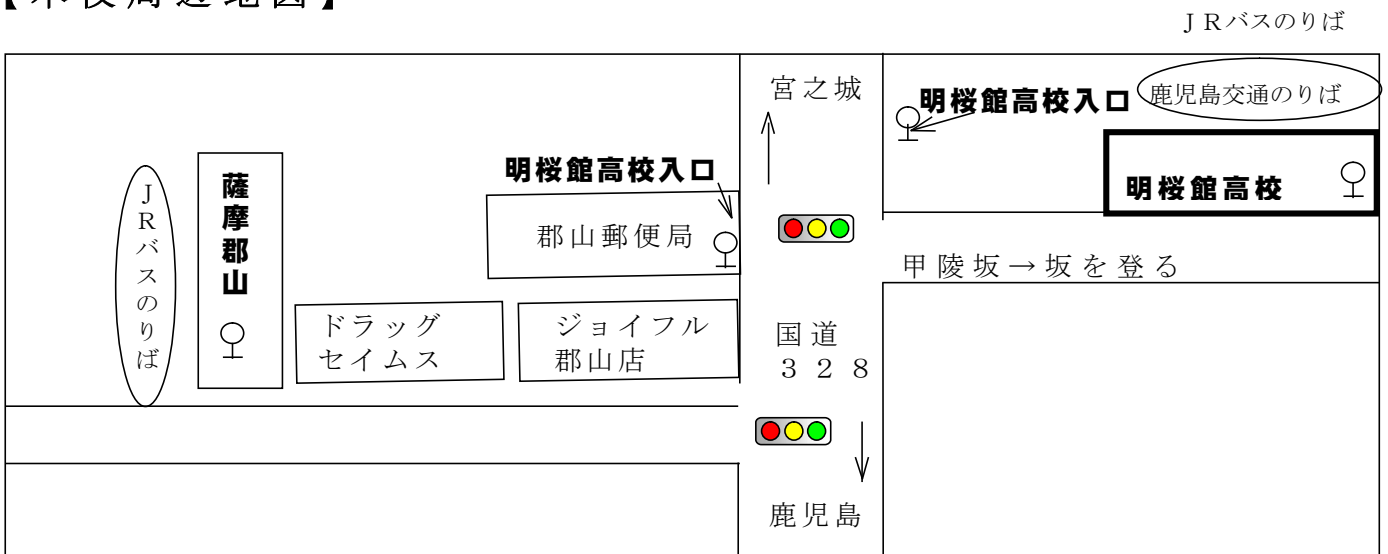 【本校周辺地図】
JRバスのりば
宮之城
明桜館高校入口
鹿児島交通のりば
明桜館高校
明桜館高校入口
郡山郵便局
JRバスのりば
薩摩郡山
甲陵坂→坂を登る
ドラッグ
セイムス
ジョイフル
郡山店
国道
328
鹿児島